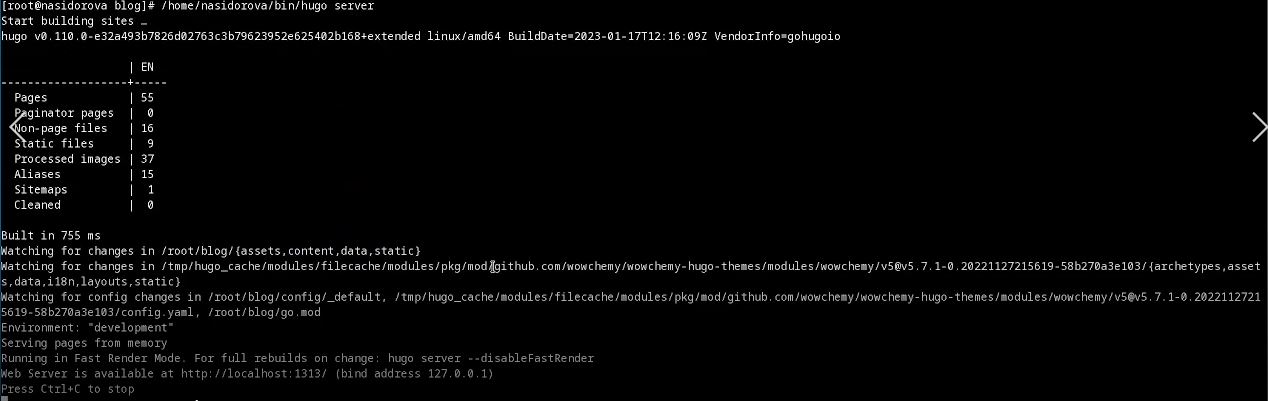 [root@nasidorova blog]# /home/nasidorova/bin/hugo server
Start building sites …
hugo v0.110.0-e32a493b7826d02763c3b79623952e625402b168+extended linux/amd64 BuildDate=2023-01-17T12:16:09Z VendorInfo=gohugoio
                   | EN
-------------------+-----
  Pages            | 55
  Paginator pages  |  0
  Non-page files   | 16
  Static files     |  9
  Processed images | 37
  Aliases          | 15
  Sitemaps         |  1
  Cleaned          |  0
Built in 755 ms
Watching for changes in /root/blog/{assets,content,data,static}
Watching for changes in /tmp/hugo_cache/modules/filecache/modules/pkg/mod/github.com/wowchemy/wowchemy-hugo-themes/modules/wowchemy/v5@v5.7.1-0.20221127215619-58b270a3e103/{archetypes,asset
s,data,i18n,layouts,static}
Watching for config changes in /root/blog/config/_default, /tmp/hugo_cache/modules/filecache/modules/pkg/mod/github.com/wowchemy/wowchemy-hugo-themes/modules/wowchemy/v5@v5.7.1-0.2022112721
5619-58b270a3e103/config.yaml, /root/blog/go.mod
Environment: "development"
Serving pages from memory
Running in Fast Render Mode. For full rebuilds on change: hugo server --disableFastRender
Web Server is available at http://localhost:1313/ (bind address 127.0.0.1)
Press Ctrl+C to stop